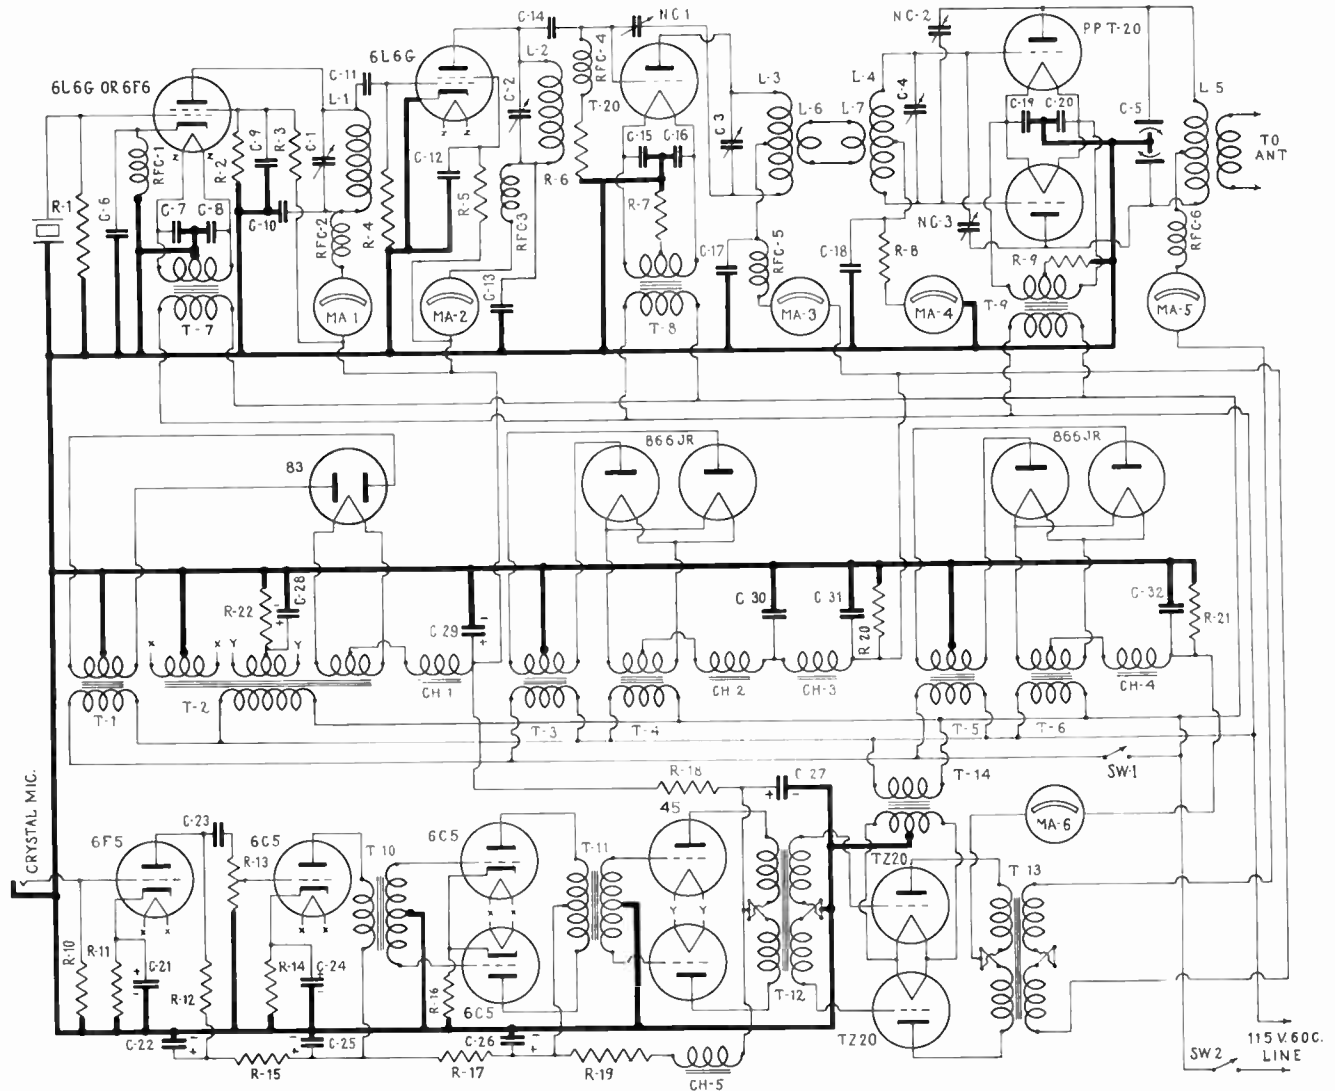 6L6G OR 6F6
6L6G
PP T-20
TO
ANT
C-14
NC 1
NC-2
NC-3
C-11
L-1
L-2
L-3
L-4
L-5
L-6
L-7
RFC-1
RFC-2
RFC3
RFC-4
RFC-5
RFC-6
T-20
R-1
R-2
R-3
R-4
R-5
R-6
R-7
R-8
R-9
C-1
C-2
C-3
C-4
C-5
C-6
C-7
C-8
C-9
C-10
C-12
C-13
C-15
C-16
C-17
C-18
C-19
C-20
z
z
x
z
MA 1
MA-2
MA-3
MA-4
MA-5
T-7
T-8
T-9
83
866JR
866JR
R-22
C-28
C 29
C 30
C 31
R 20
C-32
R-21
x
x
Y
Y
T-1
T-2
CH 1
T-3
T-4
CH 2
CH-3
T-5
T-6
CH-4
SW-1
T-14
MA-6
CRYSTAL MIC.
6F5
C-23
R-13
6C5
T 10
6C5
T-11
R-18
45
C-27
TZ20
T 13
x
x
x
x
x
x
Y
Y
R-10
R-11
C-21
R-12
R-14
C-24
R-16
6C5
T-12
TZ20
C-22
R-15
C-25
R-17
C-26
R-19
CH-5
SW2
115 V. 60C.
LINE